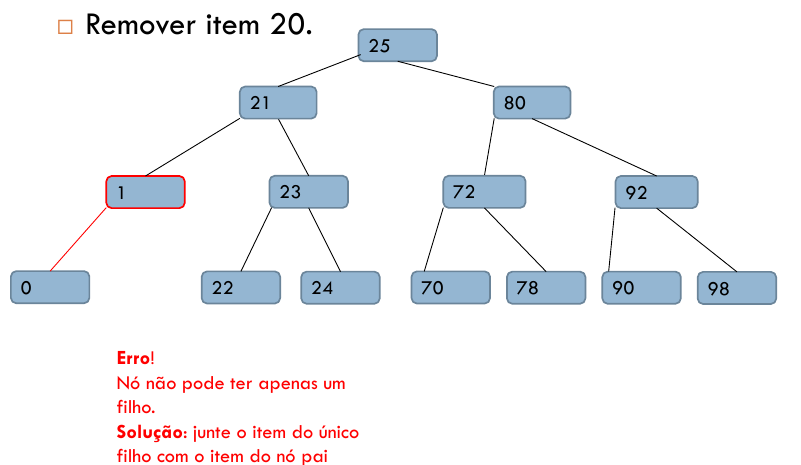 Remover item 20.
25
21
80
1
23
72
92
0
22
24
70
78
90
98
Erro!
Nó não pode ter apenas um
filho.
Solução: junte o item do único
filho com o item do nó pai